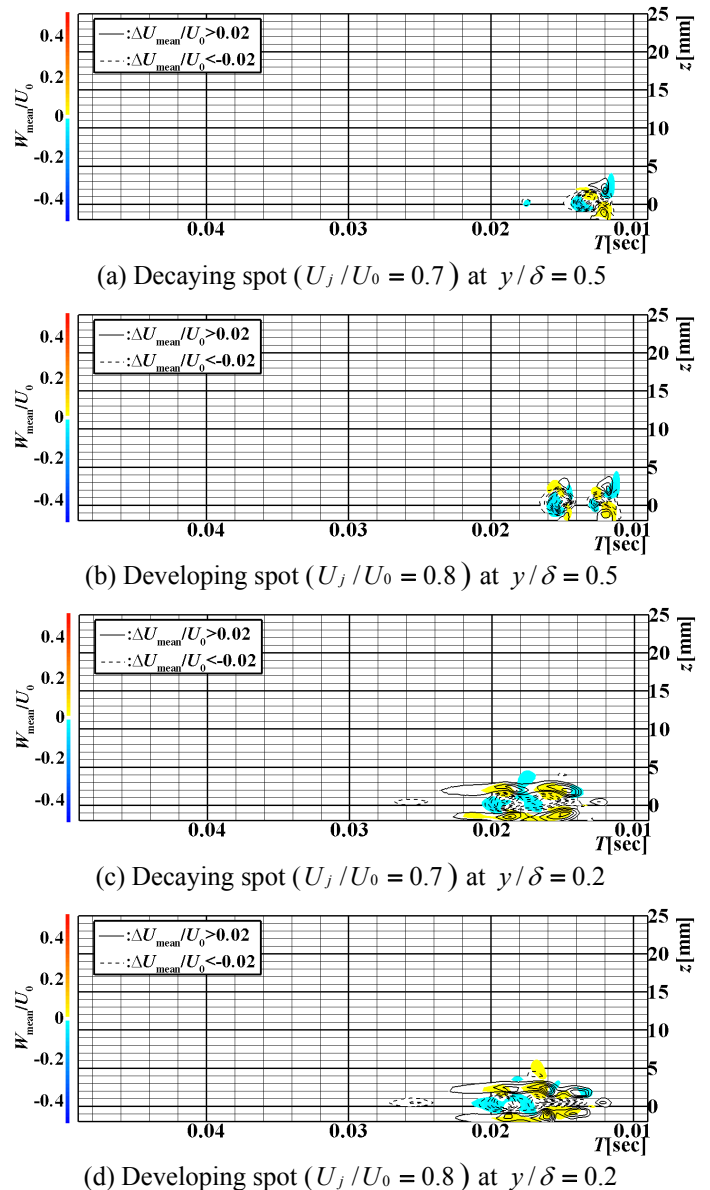 0.4
0.2
0
-0.2
-0.4
W_mean/U_0
—:ΔU_mean/U_0>0.02
----:ΔU_mean/U_0<-0.02
25
20
15
10
5
0
z[mm]
0.04 0.03 0.02 0.01
T[sec]
(a) Decaying spot (U_j/U_0 = 0.7) at y/δ = 0.5
0.4
0.2
0
-0.2
-0.4
W_mean/U_0
—:ΔU_mean/U_0>0.02
----:ΔU_mean/U_0<-0.02
25
20
15
10
5
0
z[mm]
0.04 0.03 0.02 0.01
T[sec]
(b) Developing spot (U_j/U_0 = 0.8) at y/δ = 0.5
0.4
0.2
0
-0.2
-0.4
W_mean/U_0
—:ΔU_mean/U_0>0.02
----:ΔU_mean/U_0<-0.02
25
20
15
10
5
0
z[mm]
0.04 0.03 0.02 0.01
T[sec]
(c) Decaying spot (U_j/U_0 = 0.7) at y/δ = 0.2
0.4
0.2
0
-0.2
-0.4
W_mean/U_0
—:ΔU_mean/U_0>0.02
----:ΔU_mean/U_0<-0.02
25
20
15
10
5
0
z[mm]
0.04 0.03 0.02 0.01
T[sec]
(d) Developing spot (U_j/U_0 = 0.8) at y/δ = 0.2